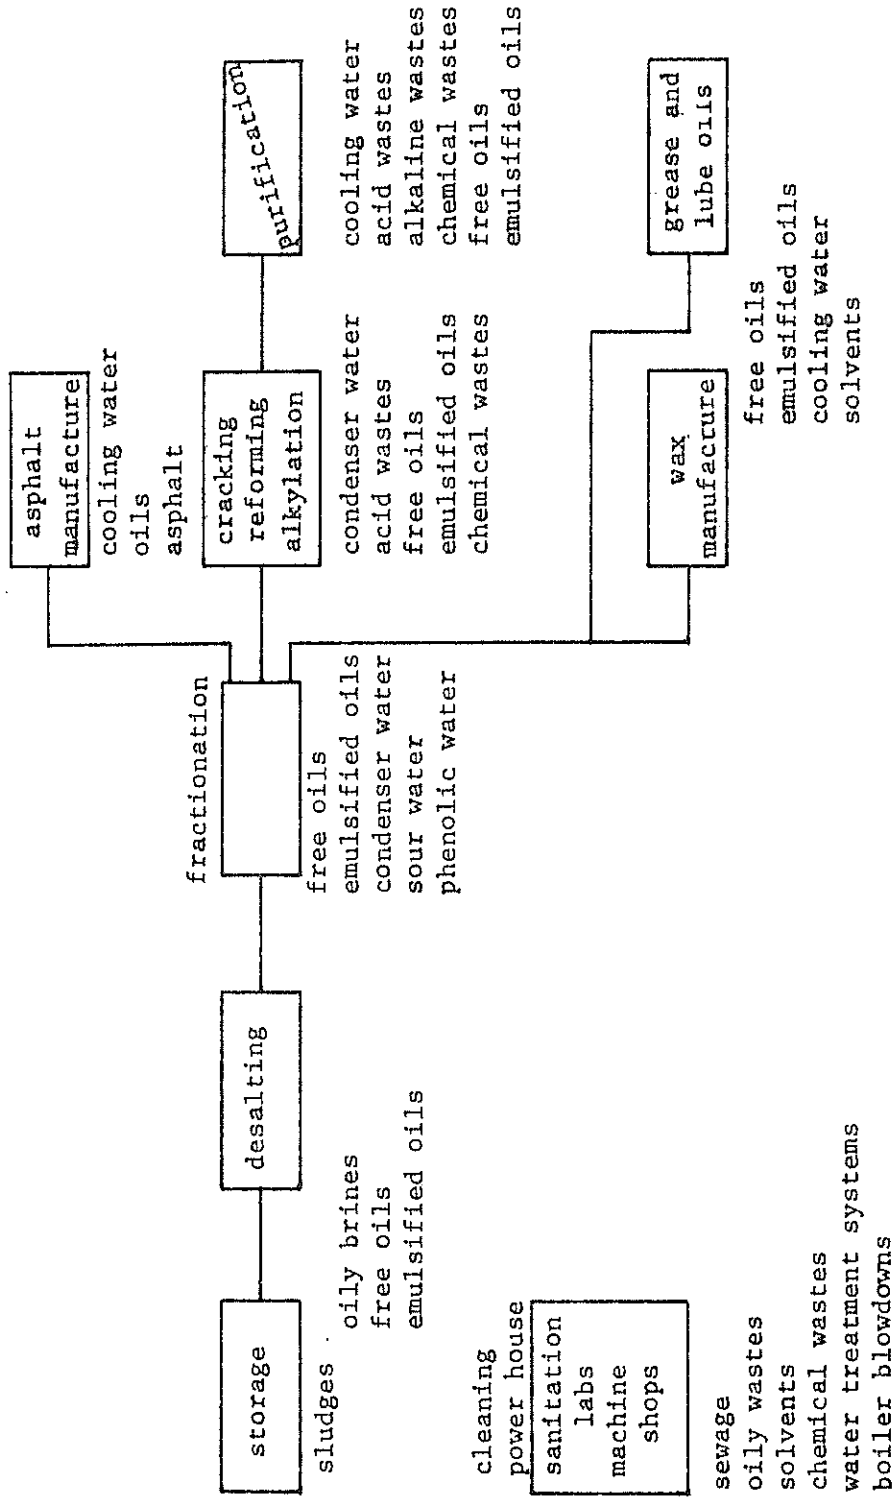 storage
sludges
desalting
oily brines
free oils
emulsified oils
fractionation
free oils
emulsified oils
condenser water
sour water
phenolic water
asphalt
manufacture
cooling water
oils
asphalt
cracking
reforming
alkylation
condenser water
acid wastes
free oils
emulsified oils
chemical wastes
purification
cooling water
acid wastes
alkaline wastes
chemical wastes
free oils
emulsified oils
wax
manufacture
grease and
lube oils
free oils
emulsified oils
cooling water
solvents
cleaning
power house
sanitation
labs
machine
shops
sewage
oily wastes
solvents
chemical wastes
water treatment systems
boiler blowdowns